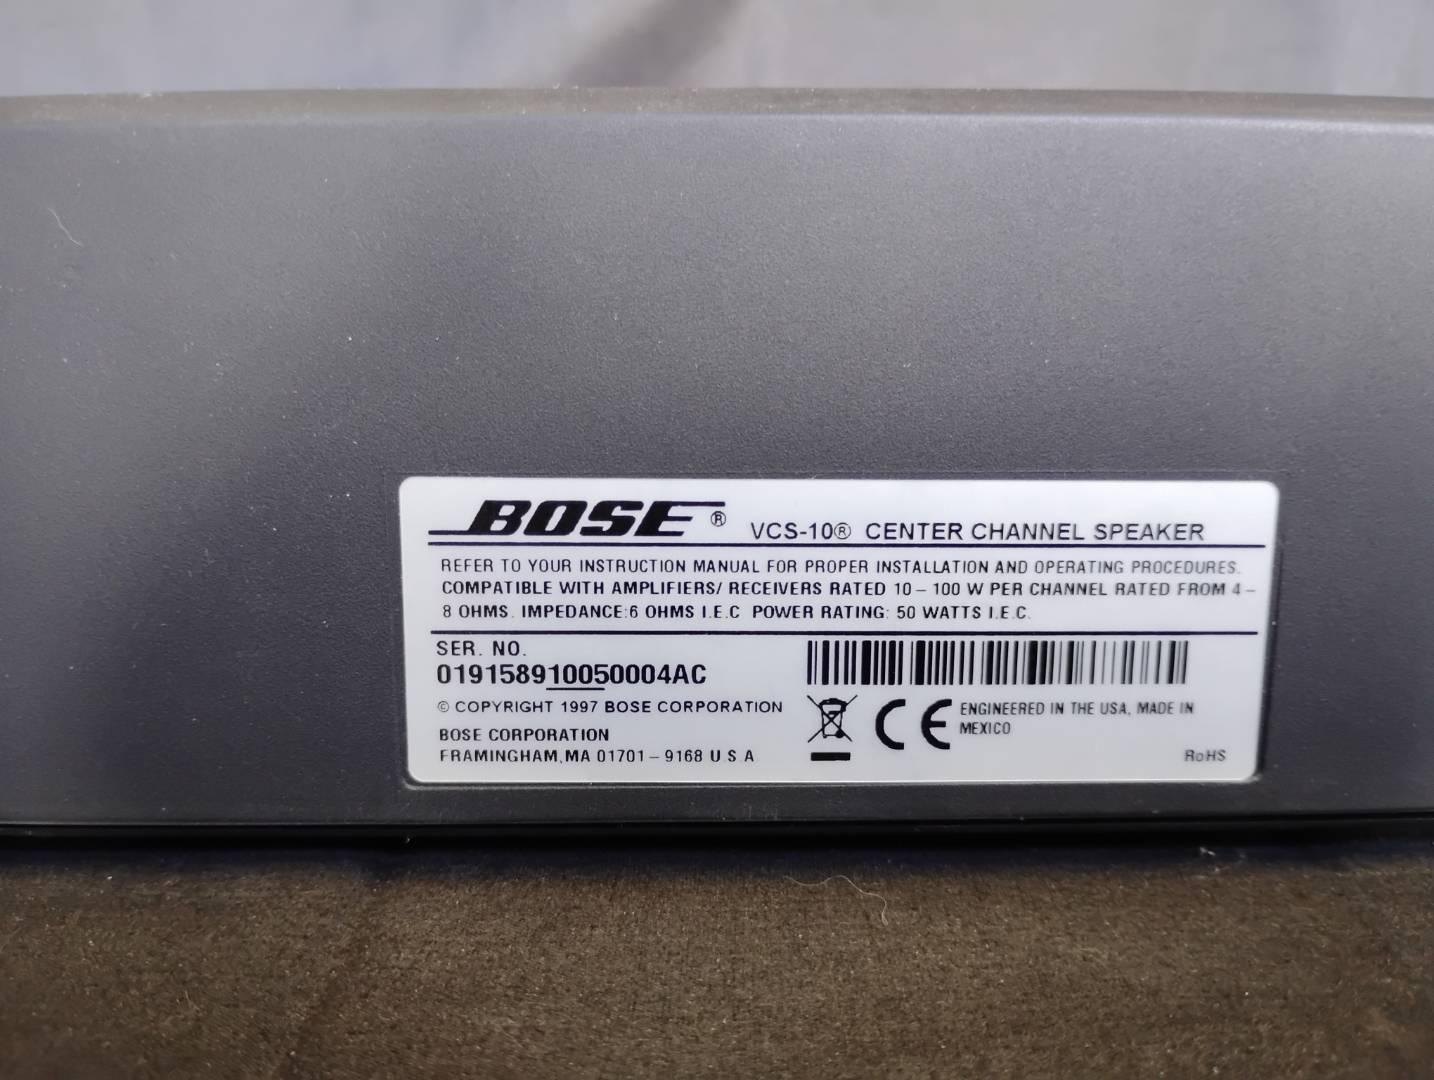 BOSE® VCS-10® CENTER CHANNEL SPEAKER
REFER TO YOUR INSTRUCTION MANUAL FOR PROPER INSTALLATION AND OPERATING PROCEDURES.
COMPATIBLE WITH AMPLIFIERS/ RECEIVERS RATED 10 – 100 W PER CHANNEL RATED FROM 4 –
8 OHMS. IMPEDANCE:6 OHMS I.E.C POWER RATING: 50 WATTS I.E.C.
SER. NO.
019158910050004AC
© COPYRIGHT 1997 BOSE CORPORATION
BOSE CORPORATION
FRAMINGHAM, MA 01701 – 9168 U.S.A
CE
ENGINEERED IN THE USA, MADE IN
MEXICO
RoHS